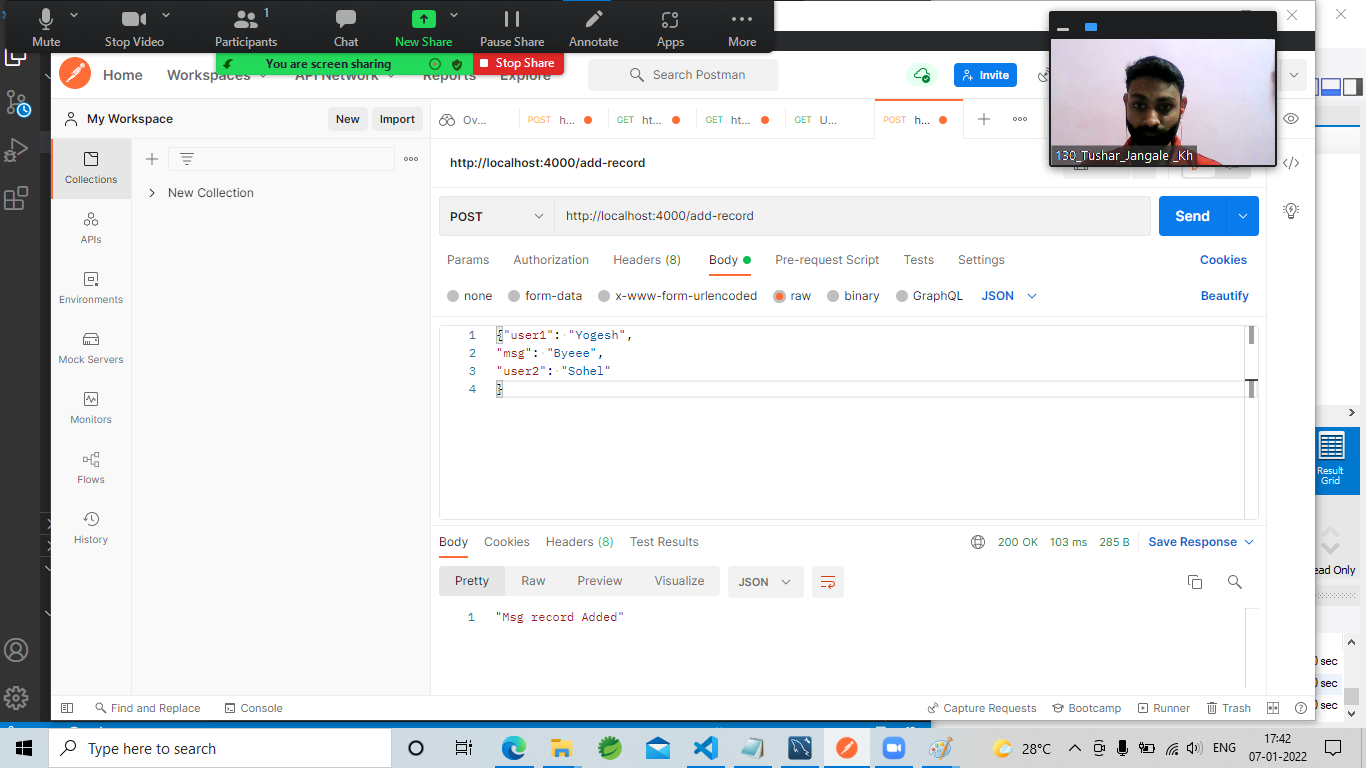 Mute
Stop Video
Participants
1
Chat
New Share
Pause Share
Annotate
Apps
More
You are screen sharing
Stop Share
Home
Workspaces
API Network
Reports
Explore
Search Postman
Invite
My Workspace
New
Import
Ov...
POST h...
GET ht...
GET ht...
GET U...
POST h...
130_Tushar_Jangale _Kh
Collections
New Collection
APIs
Environments
Mock Servers
Monitors
Flows
History
http://localhost:4000/add-record
POST
http://localhost:4000/add-record
Send
Params
Authorization
Headers (8)
Body
Pre-request Script
Tests
Settings
Cookies
none
form-data
x-www-form-urlencoded
raw
binary
GraphQL
JSON
Beautify
1 {"user1": "Yogesh",
2 "msg": "Byeee",
3 "user2": "Sohel"
4 }
Result
Grid
ead Only
Body
Cookies
Headers (8)
Test Results
200 OK
103 ms
285 B
Save Response
Pretty
Raw
Preview
Visualize
JSON
1 "Msg record Added"
0 sec
0 sec
0 sec
Find and Replace
Console
Capture Requests
Bootcamp
Runner
Trash
Type here to search
28°C
ENG
17:42
07-01-2022